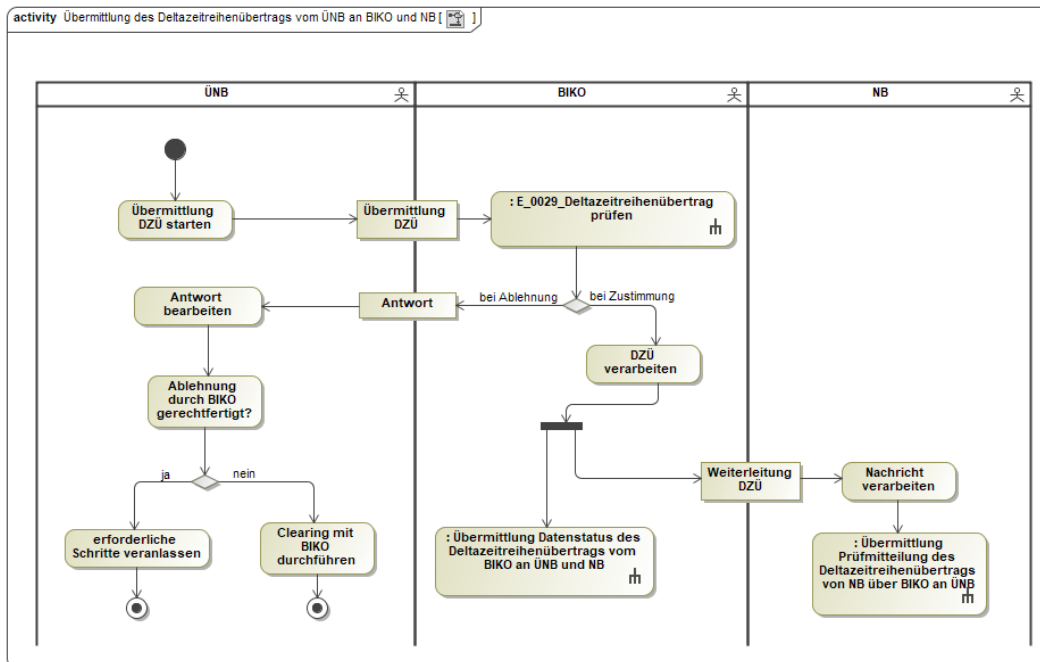 activity Übermittlung des Deltazeitreihenübertrags vom ÜNB an BIKO und NB [ ]
ÜNB
BIKO
NB
Übermittlung
DZÜ starten
Übermittlung
DZÜ
: E_0029_Deltazeitreihenübertrag
prüfen
Antwort
bearbeiten
Antwort
bei Ablehnung
bei Zustimmung
DZÜ
verarbeiten
Ablehnung
durch BIKO
gerechtfertigt?
ja
nein
Weiterleitung
DZÜ
Nachricht
verarbeiten
erforderliche
Schritte veranlassen
Clearing mit
BIKO
durchführen
: Übermittlung Datenstatus des
Deltazeitreihenübertrags vom
BIKO an ÜNB und NB
: Übermittlung
Prüfmitteilung des
Deltazeitreihenübertrags
von NB über BIKO an ÜNB